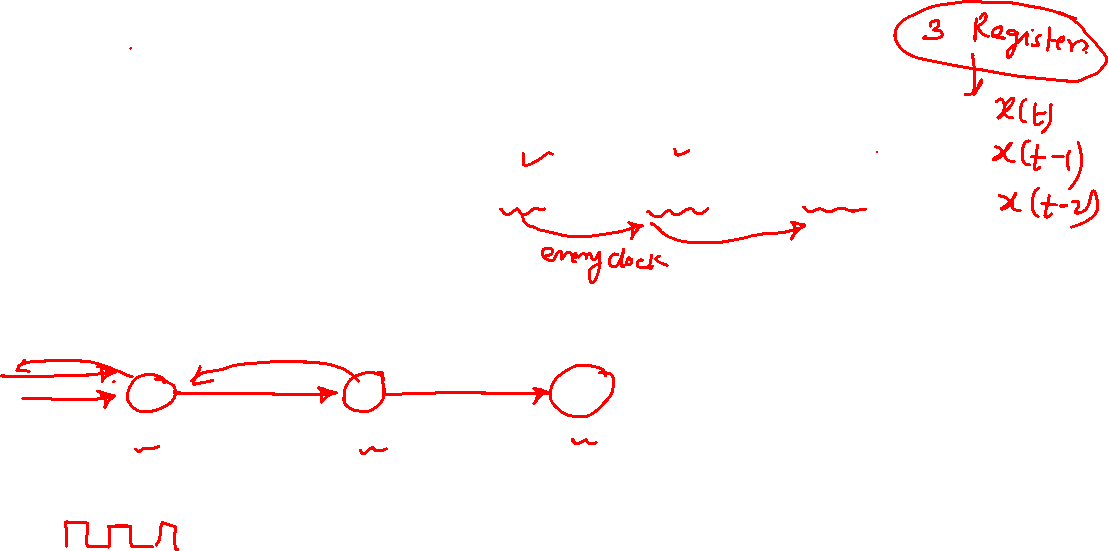 3 Registers
x(t)
x(t-1)
x(t-2)
every clock